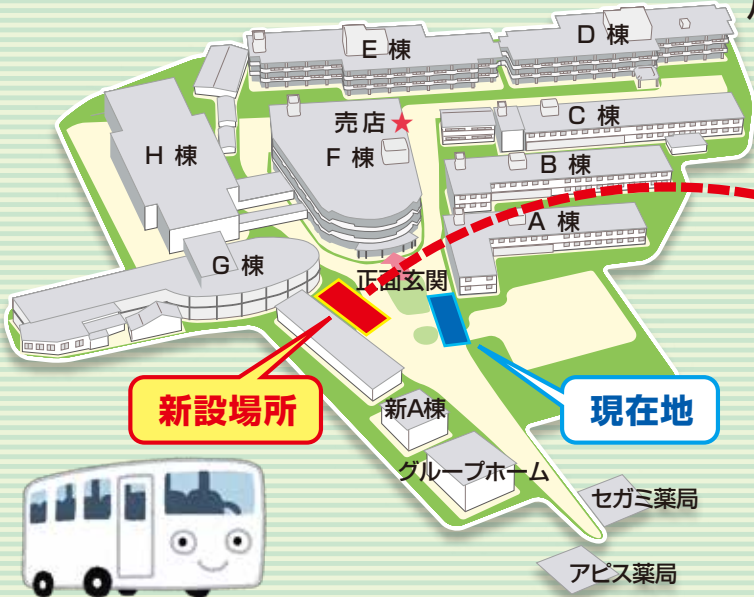 E 棟
D 棟
売店★
C 棟
H 棟
F 棟
B 棟
A 棟
G 棟
正面玄関
新設場所
新A棟
現在地
グループホーム
セガミ薬局
アピス薬局